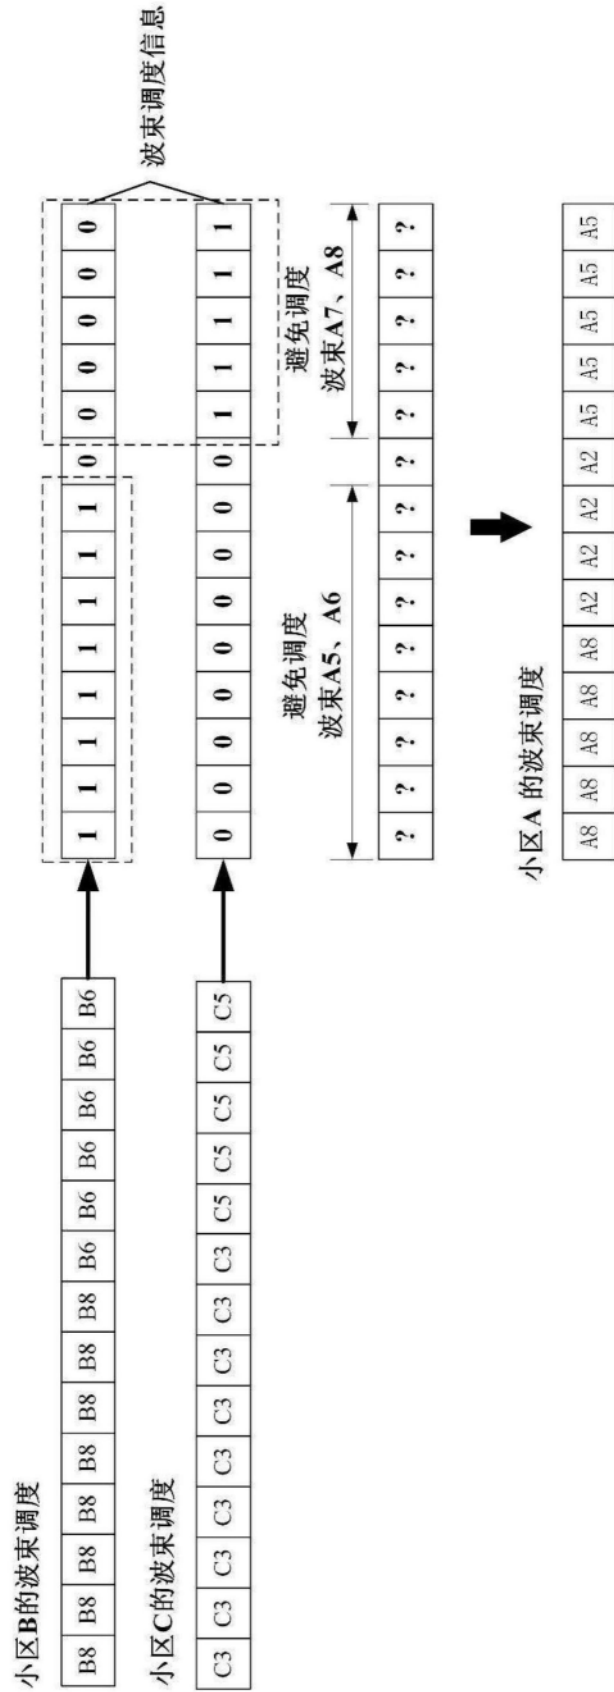 波束调度信息
小区B的波束调度
B8 B8 B8 B8 B8 B8 B8 B8 B6 B6 B6 B6 B6 B6
1 1 1 1 1 1 1 1 0 0 0 0 0 0
小区C的波束调度
C3 C3 C3 C3 C3 C3 C3 C3 C3 C5 C5 C5 C5 C5
0 0 0 0 0 0 0 0 0 1 1 1 1 1
避免调度
波束A5、A6
避免调度
波束A7、A8
? ? ? ? ? ? ? ? ? ? ? ? ? ?
小区A 的波束调度
A8 A8 A8 A8 A8 A2 A2 A2 A2 A5 A5 A5 A5 A5